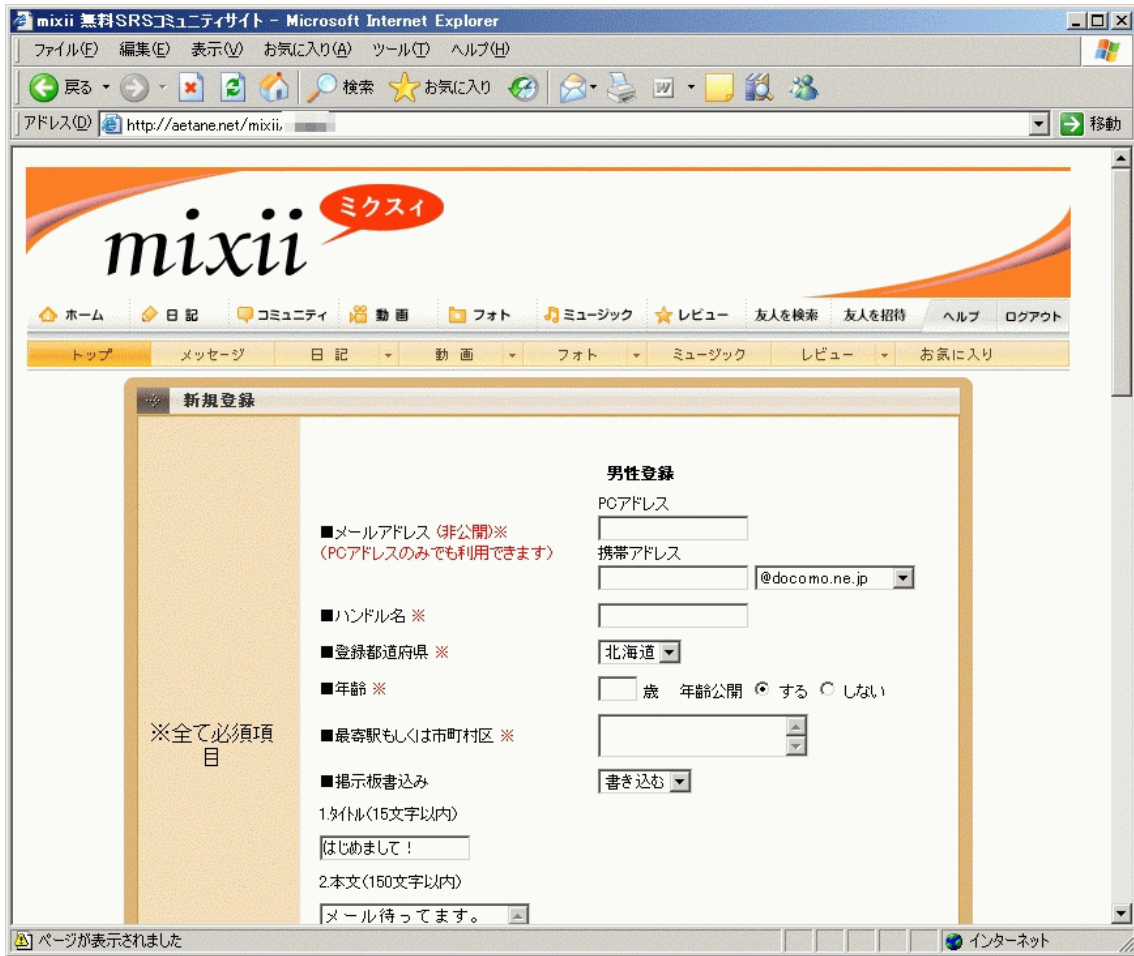 mixii 無料SRSコミュニティサイト - Microsoft Internet Explorer
ファイル(F) 編集(E) 表示(V) お気に入り(A) ツール(T) ヘルプ(H)
戻る 検索 お気に入り
アドレス(D) http://aetane.net/mixii/ 移動
mixii ミクスィ
ホーム 日記 コミュニティ 動画 フォト ミュージック レビュー 友人を検索 友人を招待 ヘルプ ログアウト
トップ メッセージ 日記 動画 フォト ミュージック レビュー お気に入り
新規登録
男性登録
PCアドレス
■メールアドレス (非公開)※
(PCアドレスのみでも利用できます)
携帯アドレス
@docomo.ne.jp
■ハンドル名 ※
■登録都道府県 ※ 北海道
■年齢 ※ 歳 年齢公開 する しない
※全て必須項目
■最寄駅もしくは市町村区 ※
■掲示板書込み 書き込む
1.タイトル(15文字以内)
はじめまして！
2.本文(150文字以内)
メール待ってます。
ページが表示されました インターネット